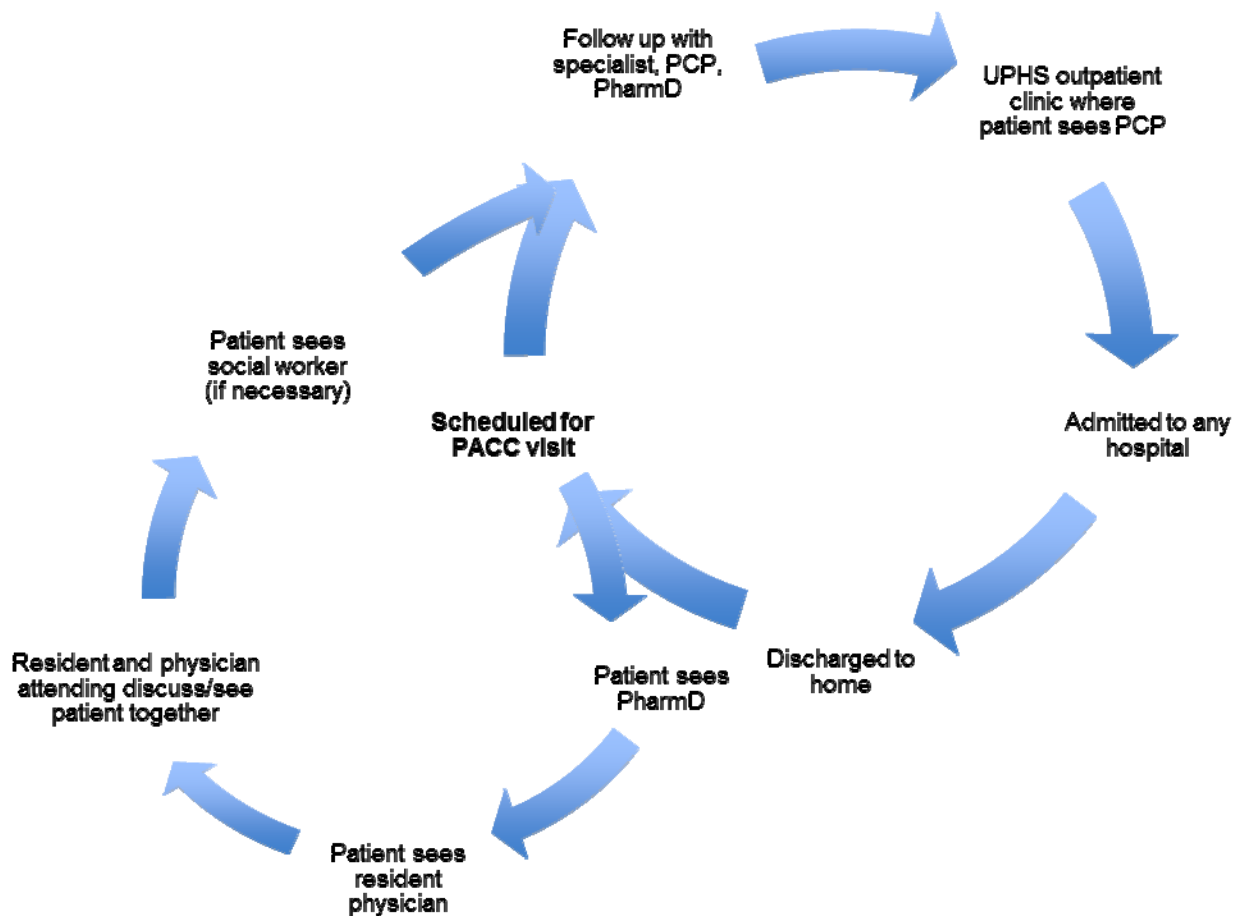 Follow up with
specialist, PCP,
PharmD
UPHS outpatient
clinic where
patient sees PCP
Admitted to any
hospital
Discharged to
home
Scheduled for
PACC visit
Patient sees
PharmD
Patient sees
resident
physician
Resident and physician
attending discuss/see
patient together
Patient sees
social worker
(if necessary)